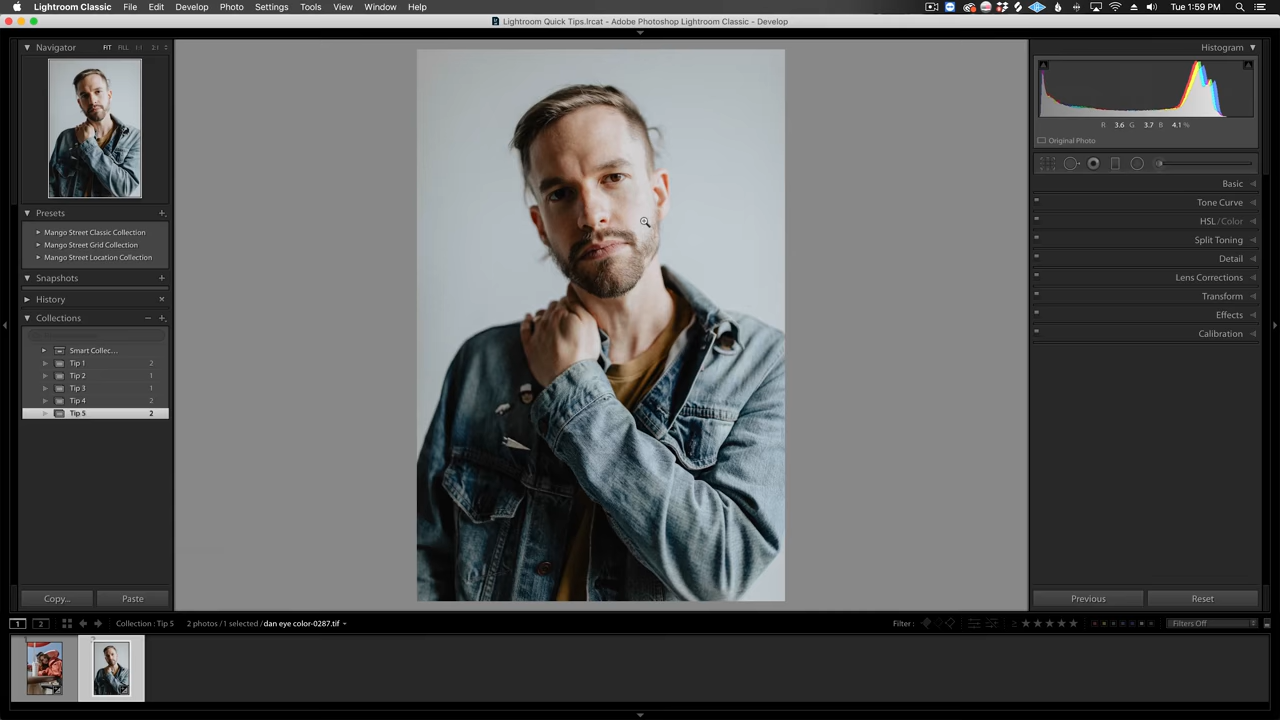 Lightroom Classic File Edit Develop Photo Settings Tools View Window Help Tue 1:59 PM
Lightroom Quick Tips.lrcat - Adobe Photoshop Lightroom Classic - Develop
Navigator FIT FILL 1:1 2:1
Histogram
R 3.6 G 3.7 B 4.1 %
Original Photo
Basic
Tone Curve
HSL / Color
Split Toning
Detail
Lens Corrections
Transform
Effects
Calibration
Presets
Mango Street Classic Collection
Mango Street Grid Collection
Mango Street Location Collection
Snapshots
History
Collections
Smart Collec...
Tip 1 2
Tip 2 1
Tip 3 1
Tip 4 2
Tip 5 2
Copy... Paste
Previous Reset
1 2 Collection : Tip 5 2 photos / 1 selected / dan eye color-0287.tif Filter : Filters Off